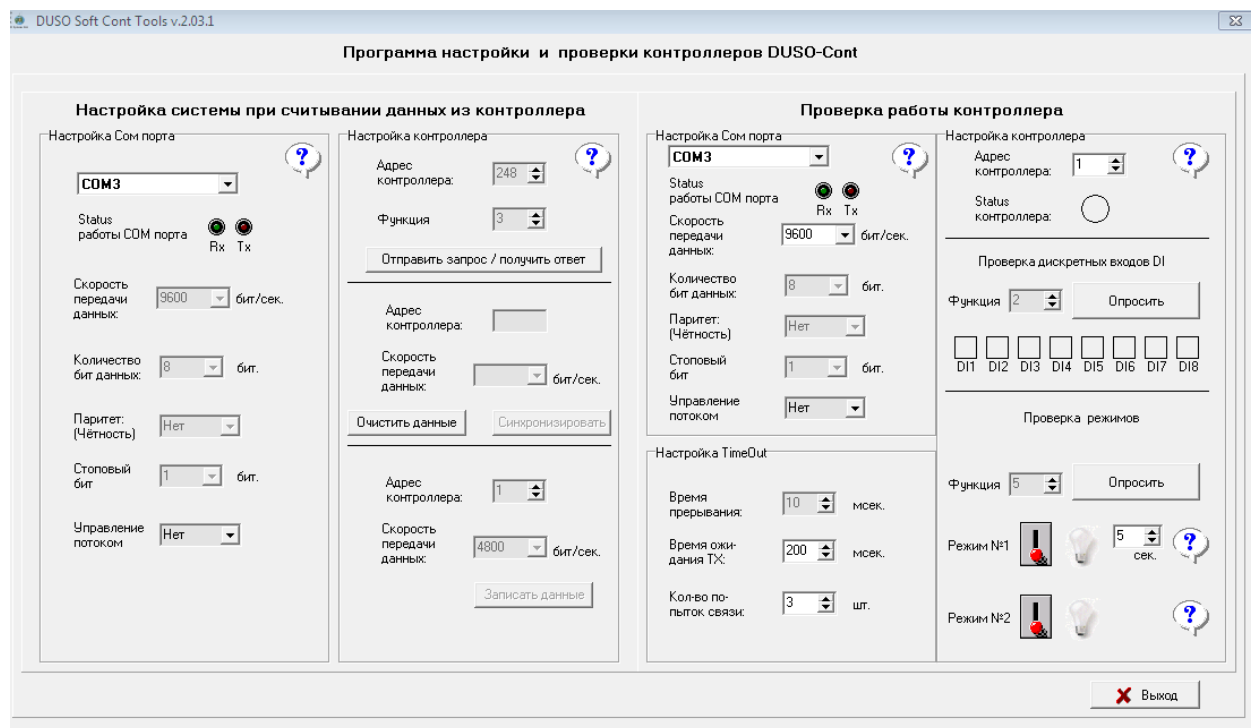 DUSO Soft Cont Tools v.2.03.1
Программа настройки и проверки контроллеров DUSO-Cont
Настройка системы при считывании данных из контроллера
Настройка Сом порта
?
COM3
Status
работы COM порта
Rx Tx
Скорость
передачи
данных:
9600
бит/сек.
Количество
бит данных:
8
бит.
Паритет:
(Чётность)
Нет
Стоповый
бит
1
бит.
Управление
потоком
Нет
Настройка контроллера
?
Адрес
контроллера:
248
Функция
3
Отправить запрос / получить ответ
Адрес
контроллера:
Скорость
передачи
данных:
бит/сек.
Очистить данные
Синхронизировать
Адрес
контроллера:
1
Скорость
передачи
данных:
4800
бит/сек.
Записать данные
Проверка работы контроллера
Настройка Сом порта
COM3
?
Status
работы COM порта
Rx Tx
Скорость
передачи
данных:
9600
бит/сек.
Количество
бит данных:
8
бит.
Паритет:
(Чётность)
Нет
Стоповый
бит
1
бит.
Управление
потоком
Нет
Настройка TimeOut
Время
прерывания:
10
мсек.
Время ожи-
дания TX:
200
мсек.
Кол-во по-
пыток связи:
3
шт.
Настройка контроллера
Адрес
контроллера:
1
?
Status
контроллера:
Проверка дискретных входов DI
Функция 2
Опросить
DI1 DI2 DI3 DI4 DI5 DI6 DI7 DI8
Проверка режимов
Функция 5
Опросить
Режим №1
5
сек.
?
Режим №2
?
Выход